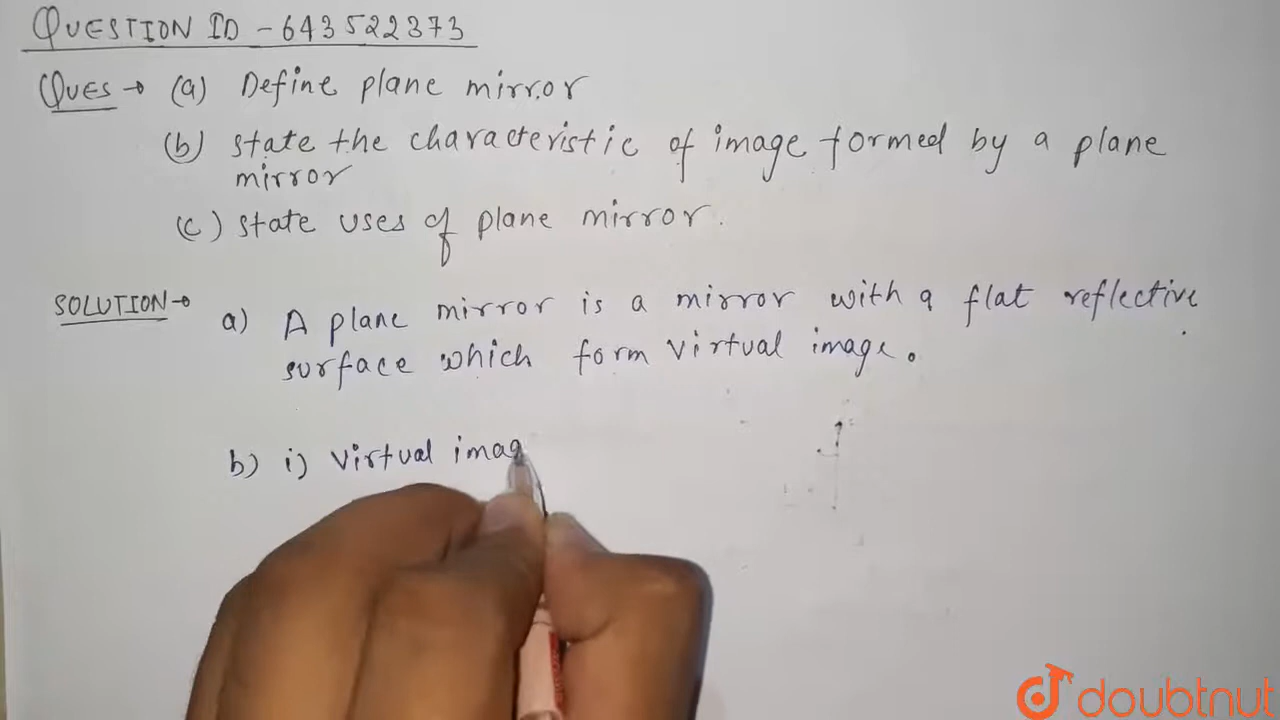 QUESTION ID - 643522373
QUES → (a) Define plane mirror
(b) state the characteristic of image formed by a plane
mirror
(c) state uses of plane mirror.
SOLUTION →
a) A plane mirror is a mirror with a flat reflective
surface which form virtual image.
b) i) Virtual imag
doubtnut